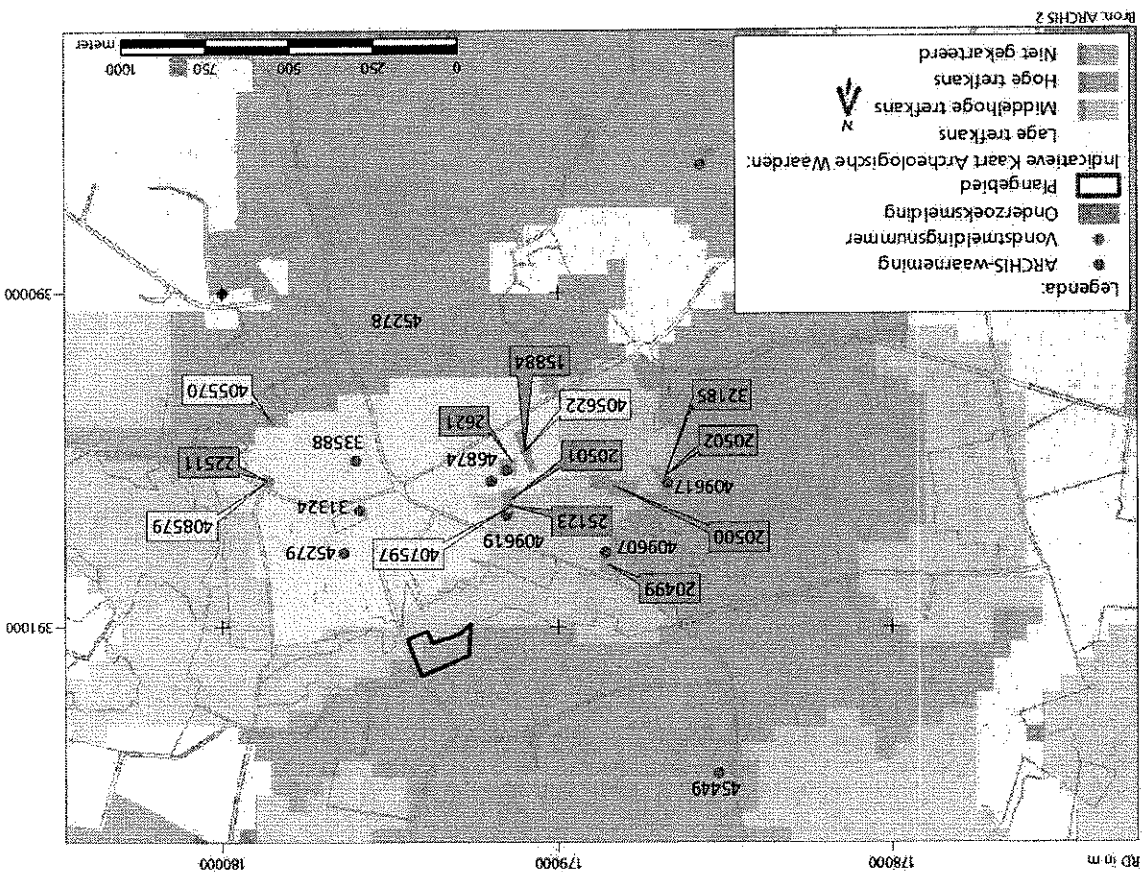 RD in m
178000
179000
180000
45449
391000
20499
407597
45279
409607
409619
20500
408579
25123
31324
409617
46874
22511
20501
20502
33588
2621
405622
32185
405570
15884
45278
390000
Legenda:
ARCHIS-waarneming
Vondstmeldingsnummer
Onderzoeksmelding
Plangebied
Indicatieve Kaart Archeologische Waarden:
Lage trefkans
Middelhoge trefkans
Hoge trefkans
Niet gekarteerd
N
0 250 500 750 1000
meter
Bron: ARCHIS 2